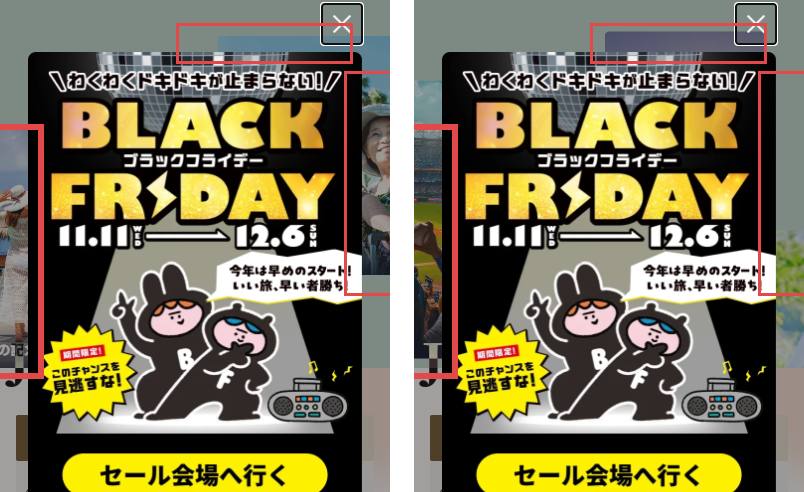 わくわくドキドキが止まらない!
BLACK
ブラックフライデー
FRIDAY
11.11 WED → 12.6 SUN
今年は早めのスタート!
いい旅、早い者勝ち
期間限定!
このチャンスを
見逃すな!
B
F
セール会場へ行く
わくわくドキドキが止まらない!
BLACK
ブラックフライデー
FRIDAY
11.11 WED → 12.6 SUN
今年は早めのスタート!
いい旅、早い者勝ち
期間限定!
このチャンスを
見逃すな!
B
F
セール会場へ行く